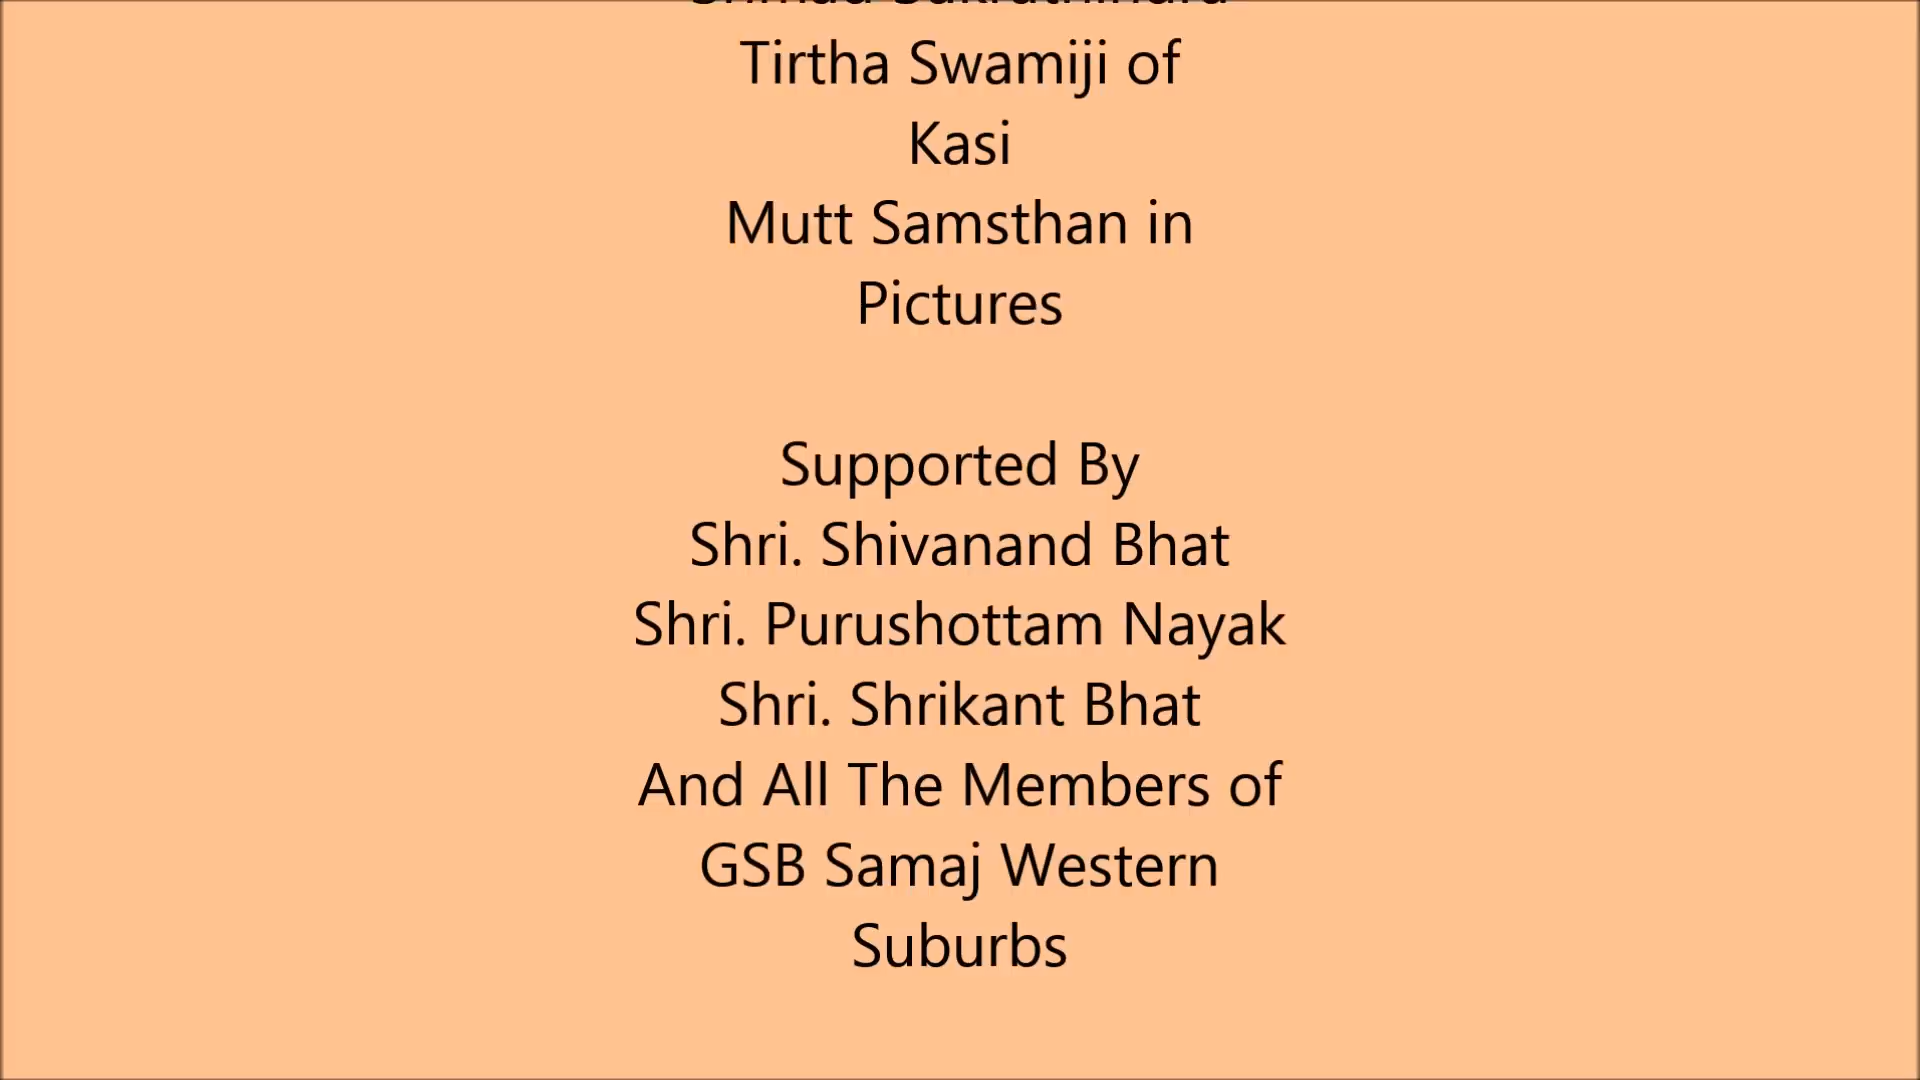 Tirtha Swamiji of
Kasi
Mutt Samsthan in
Pictures
Supported By
Shri. Shivanand Bhat
Shri. Purushottam Nayak
Shri. Shrikant Bhat
And All The Members of
GSB Samaj Western
Suburbs